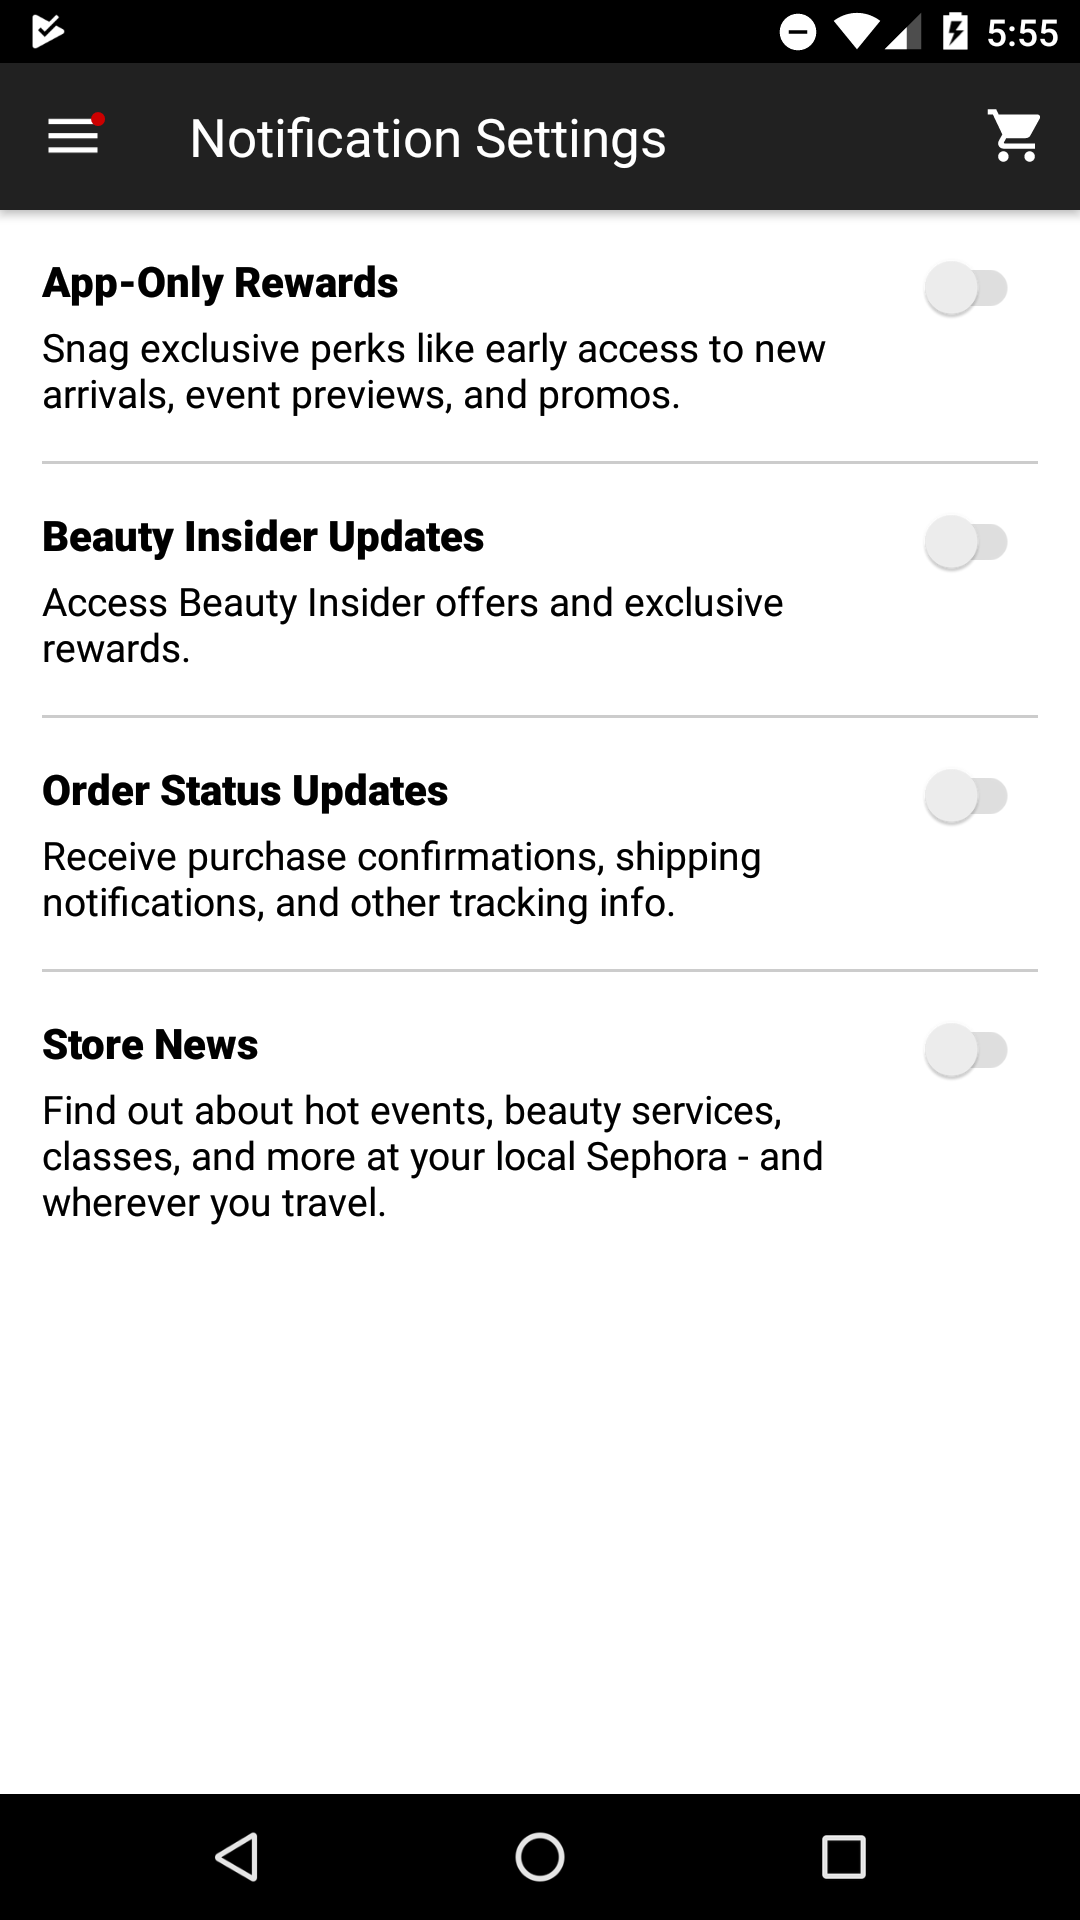 5:55
Notification Settings
App-Only Rewards
Snag exclusive perks like early access to new
arrivals, event previews, and promos.
Beauty Insider Updates
Access Beauty Insider offers and exclusive
rewards.
Order Status Updates
Receive purchase confirmations, shipping
notifications, and other tracking info.
Store News
Find out about hot events, beauty services,
classes, and more at your local Sephora - and
wherever you travel.